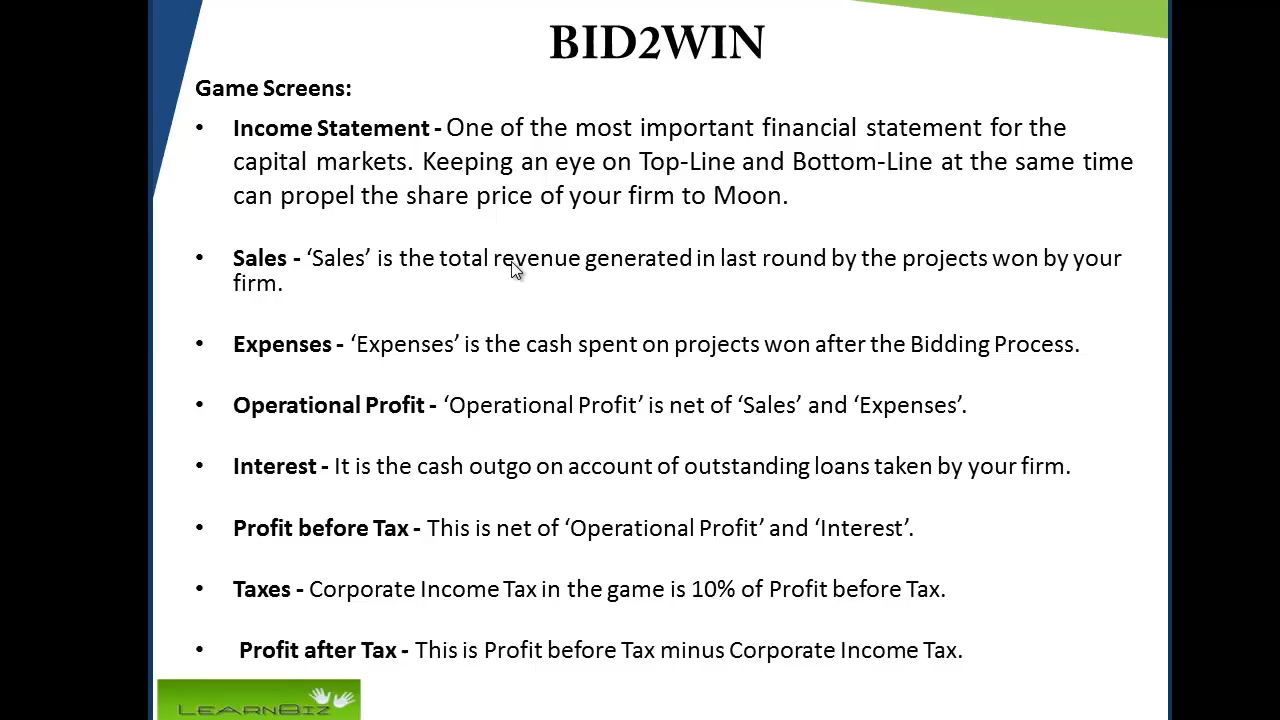 BID2WIN
Game Screens:
• Income Statement - One of the most important financial statement for the
capital markets. Keeping an eye on Top-Line and Bottom-Line at the same time
can propel the share price of your firm to Moon.
• Sales - ‘Sales’ is the total revenue generated in last round by the projects won by your
firm.
• Expenses - ‘Expenses’ is the cash spent on projects won after the Bidding Process.
• Operational Profit - ‘Operational Profit’ is net of ‘Sales’ and ‘Expenses’.
• Interest - It is the cash outgo on account of outstanding loans taken by your firm.
• Profit before Tax - This is net of ‘Operational Profit’ and ‘Interest’.
• Taxes - Corporate Income Tax in the game is 10% of Profit before Tax.
• Profit after Tax - This is Profit before Tax minus Corporate Income Tax.
LEARNBIZ